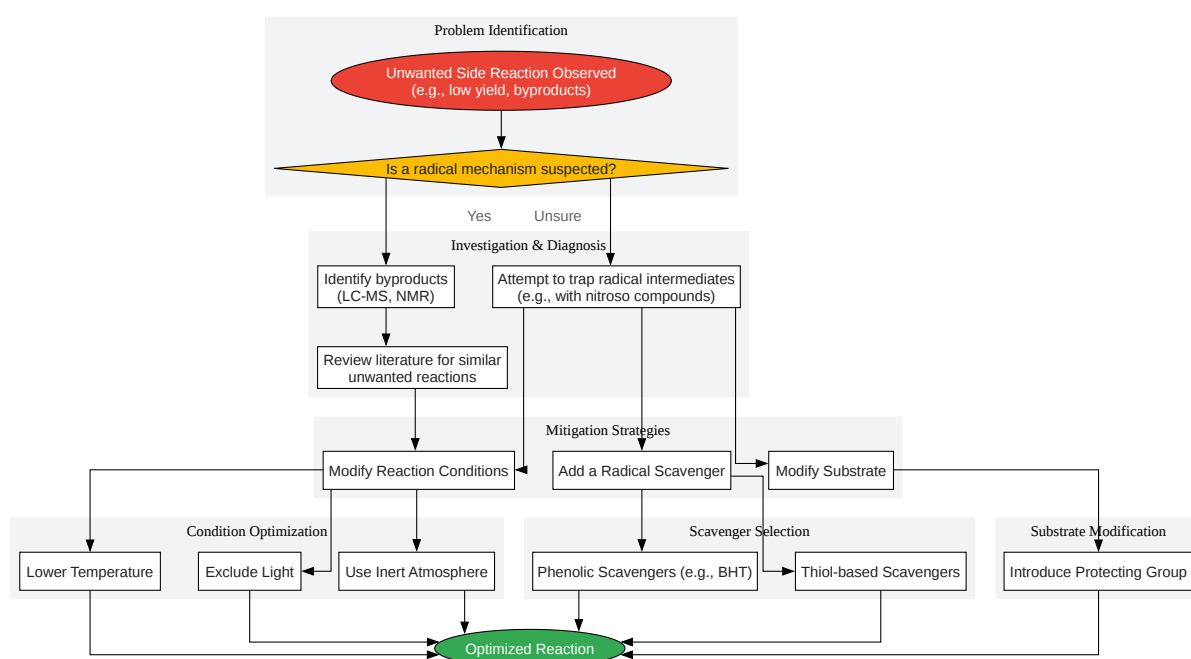 Problem Identification
Unwanted Side Reaction Observed
(e.g., low yield, byproducts)
Is a radical mechanism suspected?
Yes
Unsure
Investigation & Diagnosis
Identify byproducts
(LC-MS, NMR)
Attempt to trap radical intermediates
(e.g., with nitroso compounds)
Review literature for similar
unwanted reactions
Mitigation Strategies
Modify Reaction Conditions
Add a Radical Scavenger
Modify Substrate
Condition Optimization
Scavenger Selection
Substrate Modification
Lower Temperature
Exclude Light
Use Inert Atmosphere
Phenolic Scavengers (e.g., BHT)
Thiol-based Scavengers
Introduce Protecting Group
Optimized Reaction